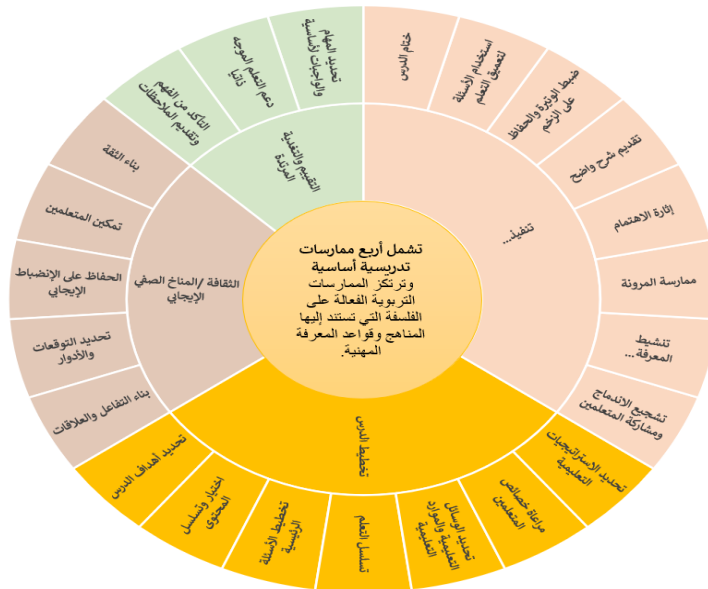 تشمل أربع ممارسات
تدريسية أساسية
وترتكز الممارسات
التربوية الفعالة على
الفلسفة التي تستند إليها
المناهج وقواعد المعرفة
المهنية.
تنفيذ...
ختام الدرس
استخدام الأسئلة
لتعميق التعلم
ضبط الوتيرة والحفاظ
على الزخم
تقديم شرح واضح
إثارة الاهتمام
ممارسة المرونة
تنشيط
المعرفة...
تشجيع الاندماج
ومشاركة المتعلمين
تخطيط الدرس
تحديد الاستراتيجيات
التعليمية
مراعاة خصائص
المتعلمين
تحديد الوسائل
التعليمية والموارد
التعليمية
تسلسل التعلم
تخطيط الأسئلة
الرئيسية
اختيار وتسلسل
المحتوى
تحديد أهداف الدرس
الثقافة /المناخ الصفي
الإيجابي
بناء التفاعل والعلاقات
تحديد التوقعات
والأدوار
الحفاظ على الإنضباط
الإيجابي
تمكين المتعلمين
بناء الثقة
التقييم والتغذية
المرتدة
التأكد من الفهم
وتقديم الملاحظات
دعم التعلم الموجه
ذاتيا
تحديد المهام
والواجبات لأساسية